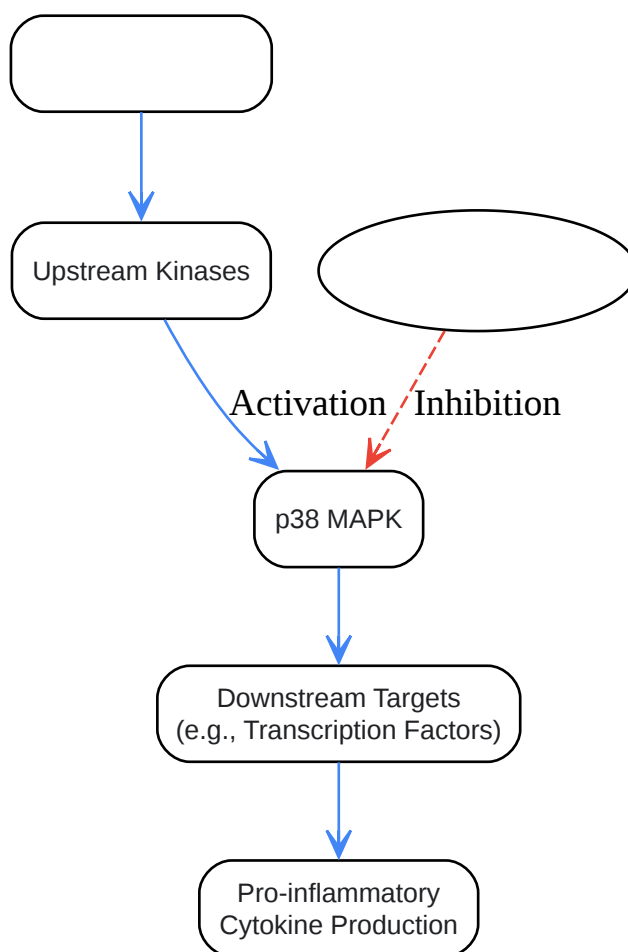 Upstream Kinases
Activation
Inhibition
p38 MAPK
Downstream Targets
(e.g., Transcription Factors)
Pro-inflammatory
Cytokine Production